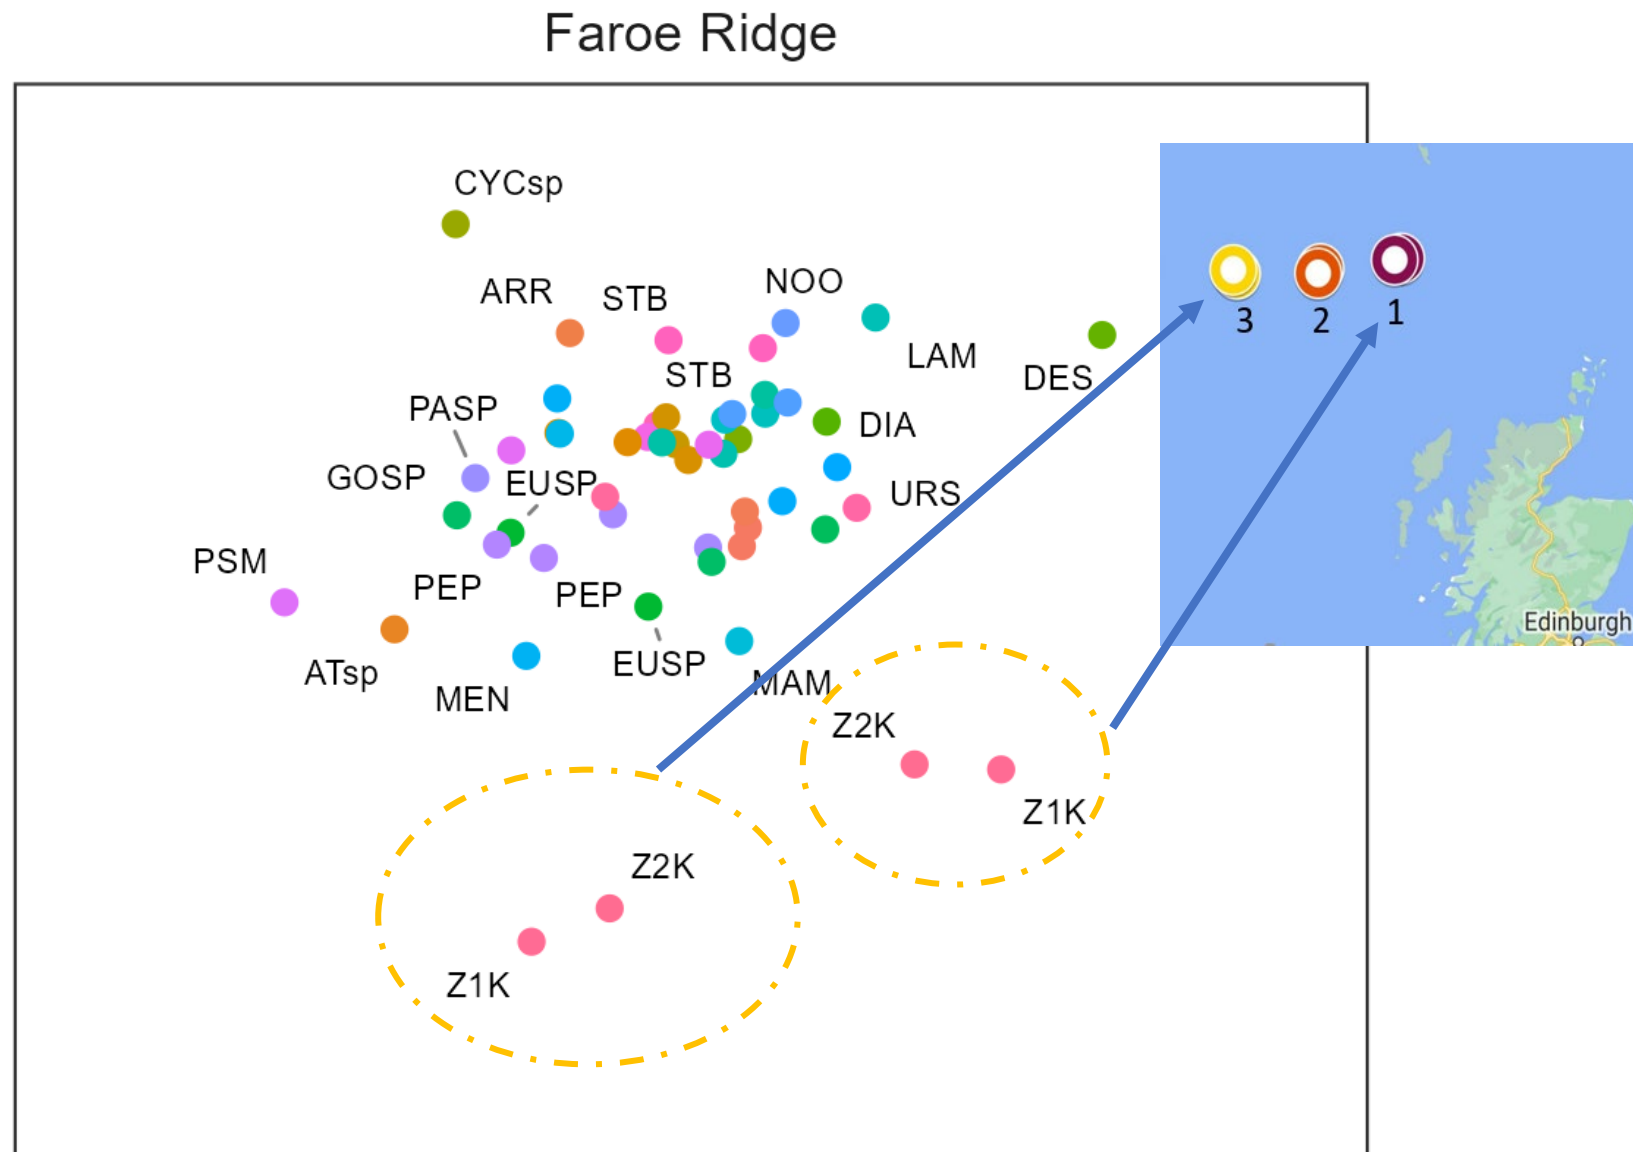 Faroe Ridge
CYCsp
NOO
ARR
STB
LAM
3
2
1
STB
DES
PASP
DIA
GOSP
EUSP
URS
PSM
PEP
PEP
Edinburgh
EUSP
ATsp
MAM
MEN
Z2K
Z1K
Z2K
Z1K